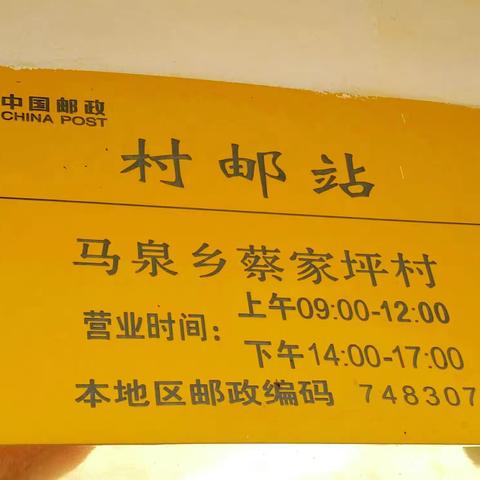 中国邮政
CHINA POST
村邮站
马泉乡蔡家坪村
营业时间：上午09:00-12:00
下午14:00-17:00
本地区邮政编码 748307